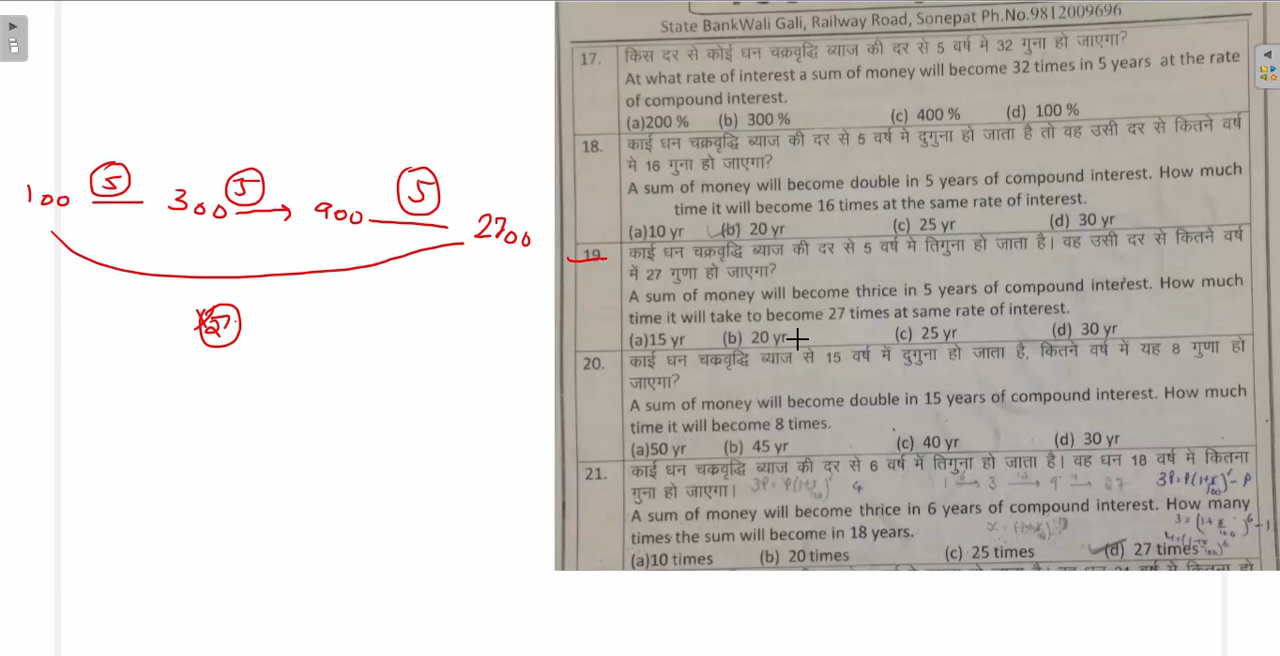 100 5 300 5 900 5 2700
State BankWali Gali, Railway Road, Sonepat Ph.No.9812009696
17. किस दर से कोई धन चक्रवृद्धि ब्याज की दर से 5 वर्ष मे 32 गुना हो जाएगा?
At what rate of interest a sum of money will become 32 times in 5 years at the rate
of compound interest.
(a)200 % (b) 300 % (c) 400 % (d) 100 %
18. काई धन चक्रवृद्धि ब्याज की दर से 5 वर्ष मे दुगुना हो जाता है तो वह उसी दर से कितने वर्ष
मे 16 गुना हो जाएगा?
A sum of money will become double in 5 years of compound interest. How much
time it will become 16 times at the same rate of interest.
(a)10 yr (b) 20 yr (c) 25 yr (d) 30 yr
19. काई धन चक्रवृद्धि ब्याज की दर से 5 वर्ष मे तिगुना हो जाता है। वह उसी दर से कितने वर्ष
में 27 गुणा हो जाएगा?
A sum of money will become thrice in 5 years of compound interest. How much
time it will take to become 27 times at same rate of interest.
(a)15 yr (b) 20 yr (c) 25 yr (d) 30 yr
20. काई धन चक्रवृद्धि ब्याज से 15 वर्ष में दुगुना हो जाता है, कितने वर्ष में यह 8 गुणा हो
जाएगा?
A sum of money will become double in 15 years of compound interest. How much
time it will become 8 times.
(a)50 yr (b) 45 yr (c) 40 yr (d) 30 yr
21. काई धन चक्रवृद्धि ब्याज की दर से 6 वर्ष में तिगुना हो जाता है। वह धन 18 वर्ष मे कितना
गुना हो जाएगा।
A sum of money will become thrice in 6 years of compound interest. How many
times the sum will become in 18 years.
(a)10 times (b) 20 times (c) 25 times (d) 27 times